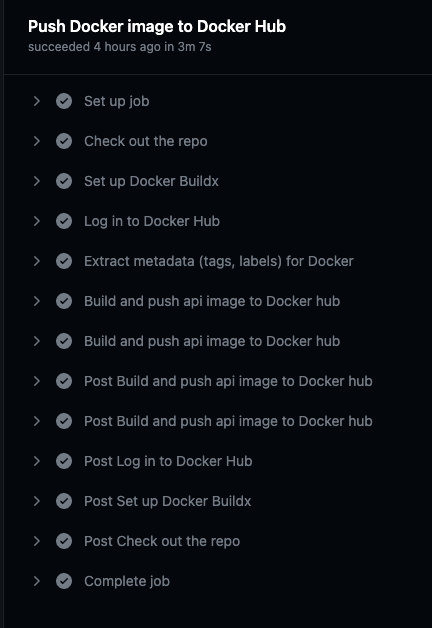 Push Docker image to Docker Hub
succeeded 4 hours ago in 3m 7s
Set up job
Check out the repo
Set up Docker Buildx
Log in to Docker Hub
Extract metadata (tags, labels) for Docker
Build and push api image to Docker hub
Build and push api image to Docker hub
Post Build and push api image to Docker hub
Post Build and push api image to Docker hub
Post Log in to Docker Hub
Post Set up Docker Buildx
Post Check out the repo
Complete job